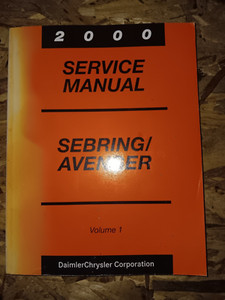 2000
SERVICE
MANUAL
SEBRING/
AVENGER
Volume 1
DaimlerChrysler Corporation